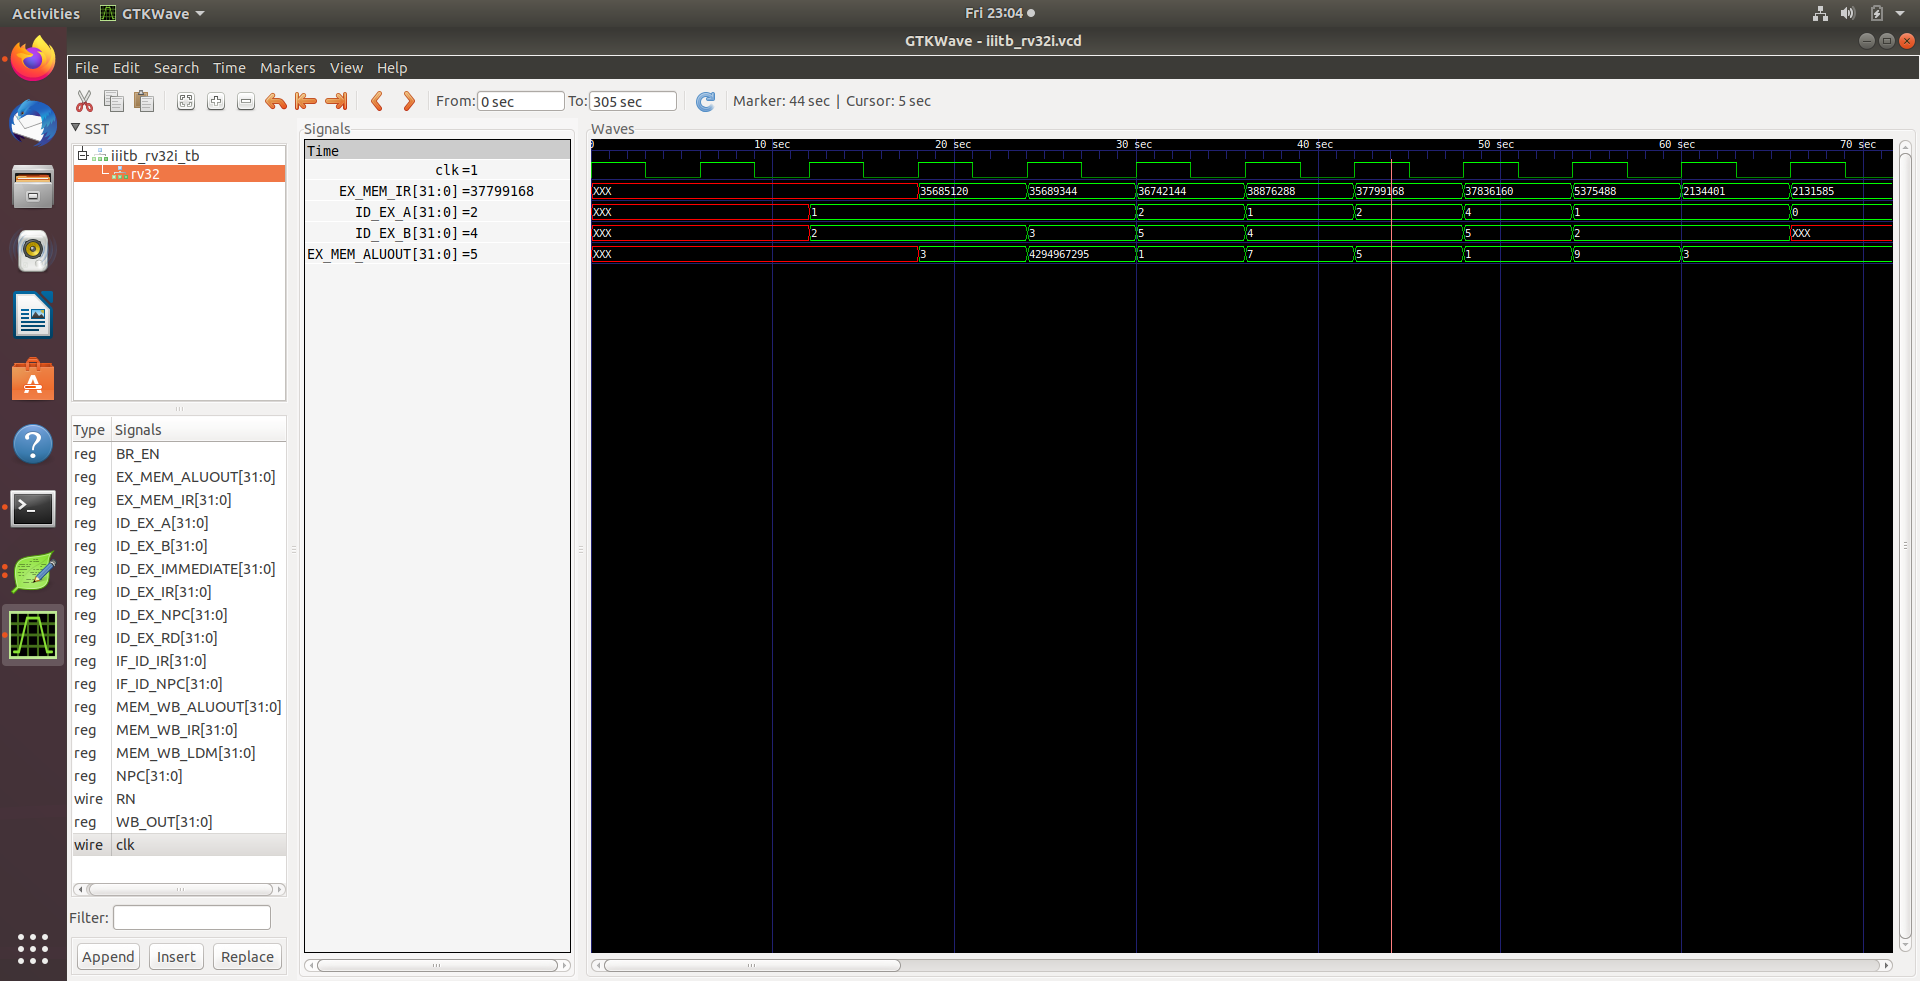 Activities GTKWave Fri 23:04
GTKWave - iiitb_rv32i.vcd
File Edit Search Time Markers View Help
From: 0 sec To: 305 sec Marker: 44 sec | Cursor: 5 sec
SST
iiitb_rv32i_tb
rv32
Type Signals
reg BR_EN
reg EX_MEM_ALUOUT[31:0]
reg EX_MEM_IR[31:0]
reg ID_EX_A[31:0]
reg ID_EX_B[31:0]
reg ID_EX_IMMEDIATE[31:0]
reg ID_EX_IR[31:0]
reg ID_EX_NPC[31:0]
reg ID_EX_RD[31:0]
reg IF_ID_IR[31:0]
reg IF_ID_NPC[31:0]
reg MEM_WB_ALUOUT[31:0]
reg MEM_WB_IR[31:0]
reg MEM_WB_LDM[31:0]
reg NPC[31:0]
wire RN
reg WB_OUT[31:0]
wire clk
Filter:
Append Insert Replace
Signals
Time
clk =1
EX_MEM_IR[31:0] =37799168
ID_EX_A[31:0] =2
ID_EX_B[31:0] =4
EX_MEM_ALUOUT[31:0] =5
Waves
0 10 sec 20 sec 30 sec 40 sec 50 sec 60 sec 70 sec
XXX 35685120 35689344 36742144 38876288 37799168 37836160 5375488 2134401 2131585
XXX 1 2 1 2 4 1 0
XXX 2 3 5 4 5 2 XXX
XXX 3 4294967295 1 7 5 1 9 3